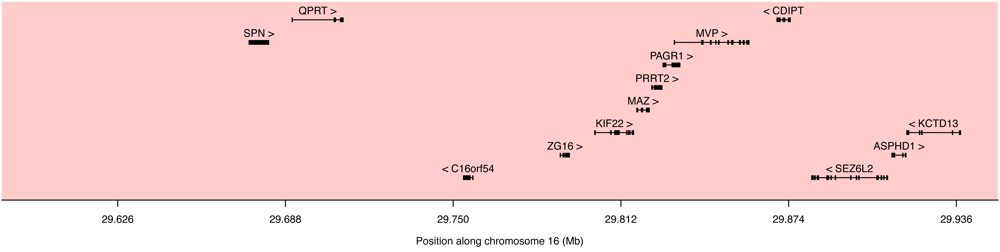 QPRT >
< CDIPT
SPN >
MVP >
PAGR1 >
PRRT2 >
MAZ >
KIF22 >
< KCTD13
ZG16 >
ASPHD1 >
< C16orf54
< SEZ6L2
29.626
29.688
29.750
29.812
29.874
29.936
Position along chromosome 16 (Mb)